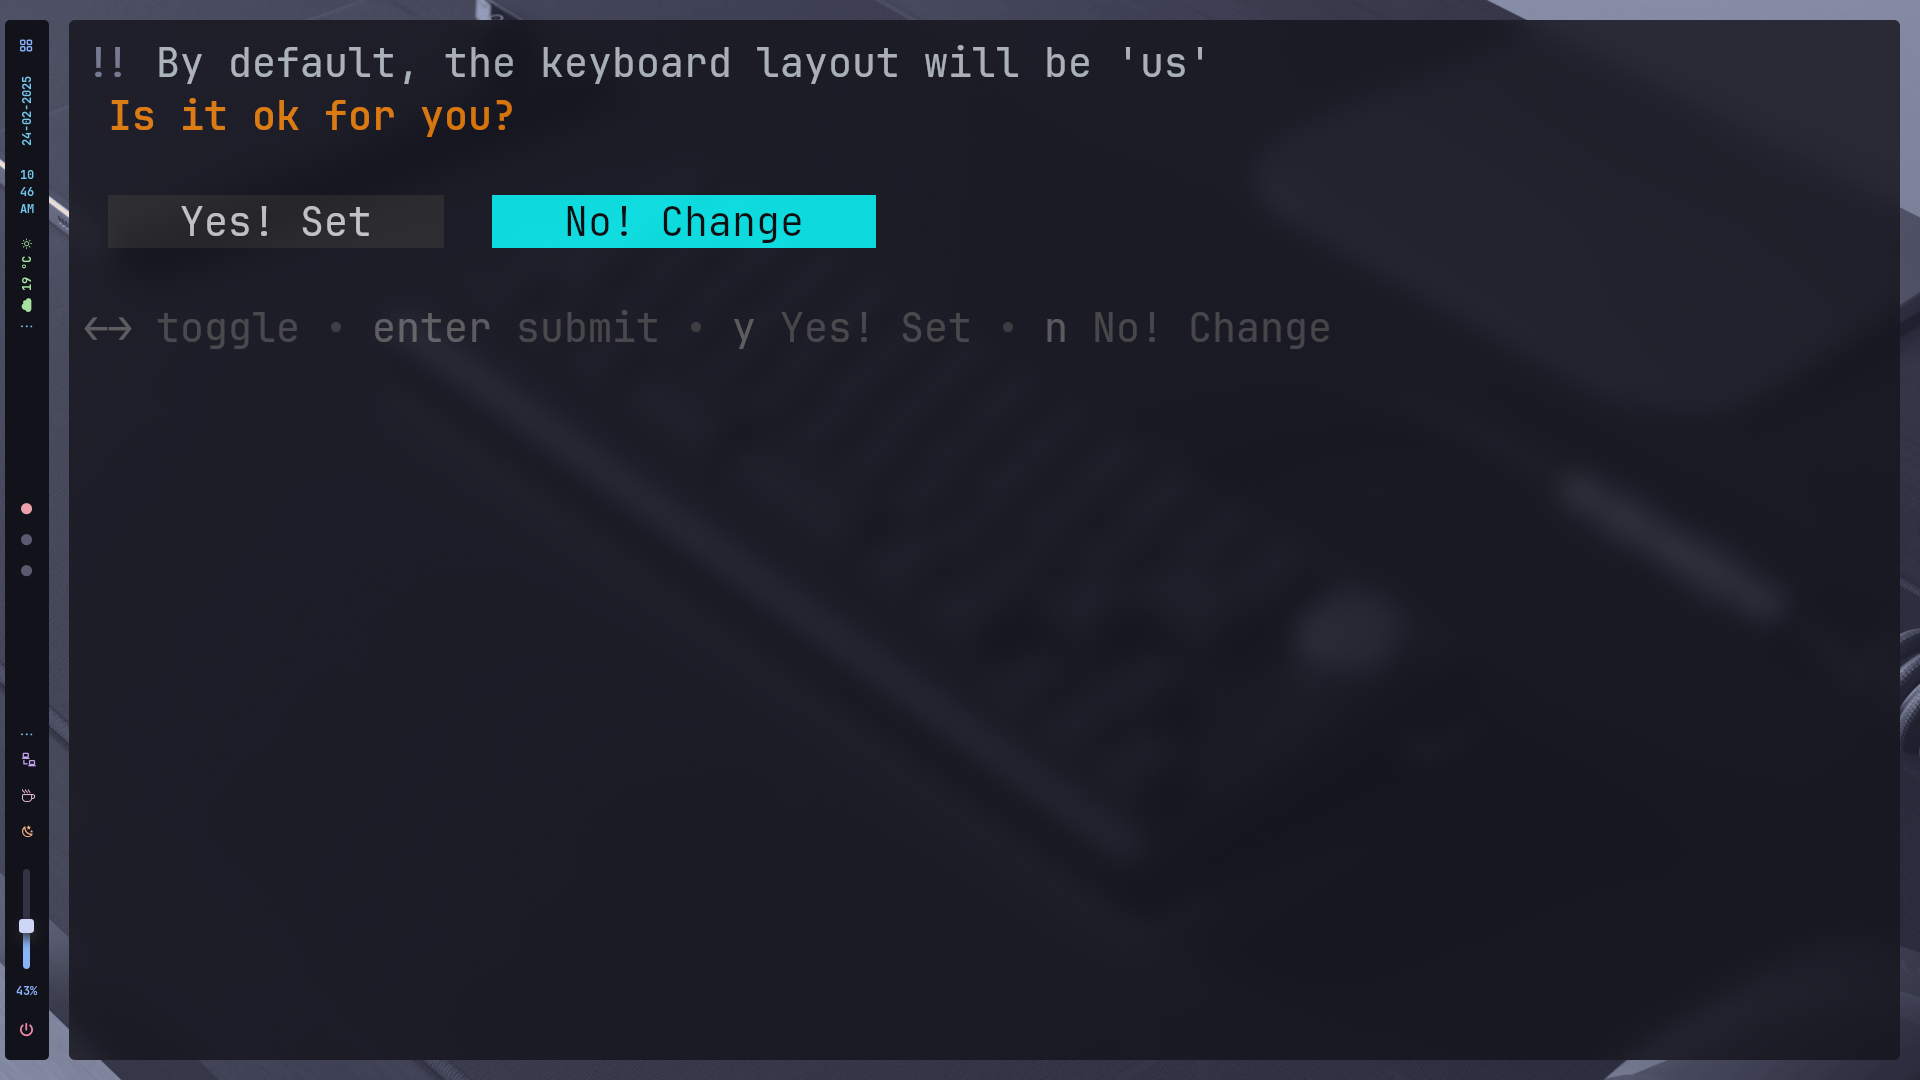 24-02-2025
10
46
AM
19 °C
43%
!! By default, the keyboard layout will be 'us'
Is it ok for you?
Yes! Set
No! Change
←→ toggle • enter submit • y Yes! Set • n No! Change